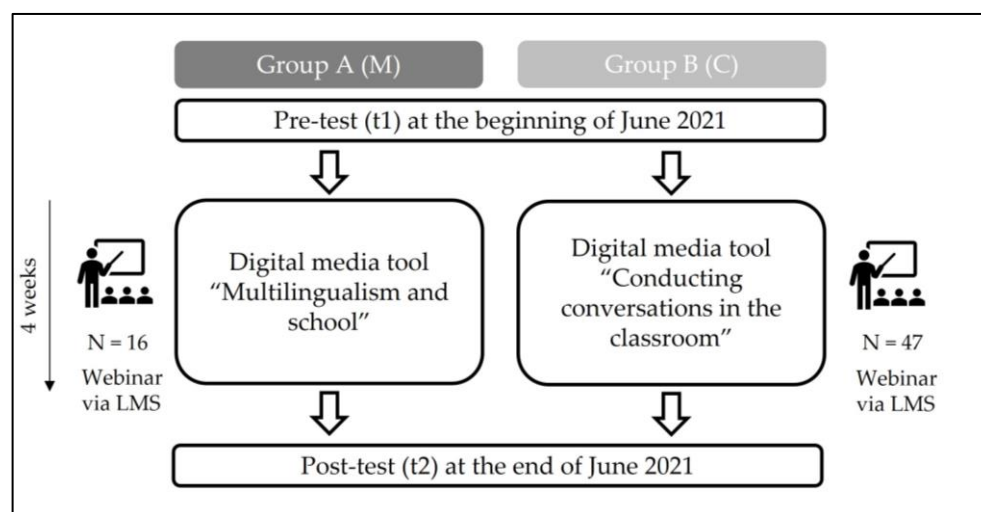 Group A (M)
Group B (C)
Pre-test (t1) at the beginning of June 2021
4 weeks
N = 16
Webinar
via LMS
Digital media tool
“Multilingualism and
school”
Digital media tool
“Conducting
conversations in the
classroom”
N = 47
Webinar
via LMS
Post-test (t2) at the end of June 2021